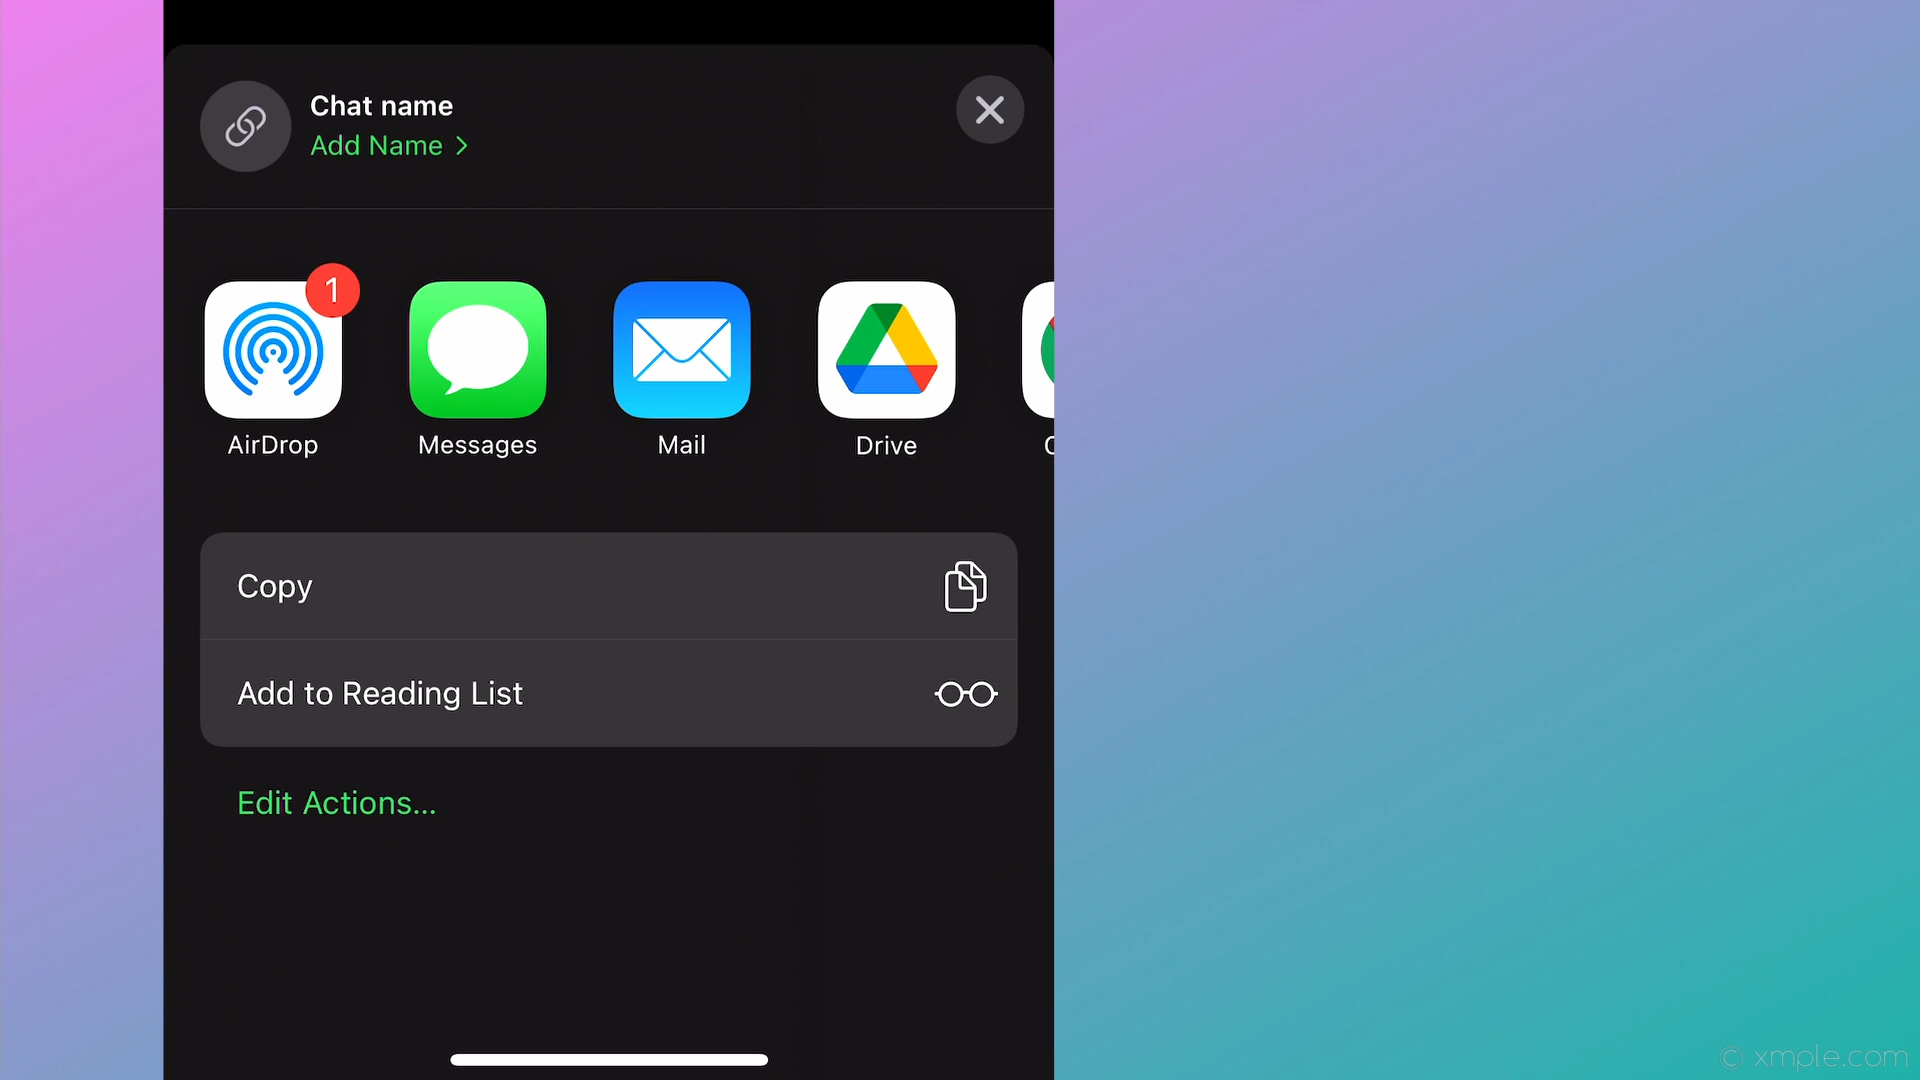 Chat name
Add Name >
1
AirDrop
Messages
Mail
Drive
Copy
Add to Reading List
Edit Actions...
© xmple.com